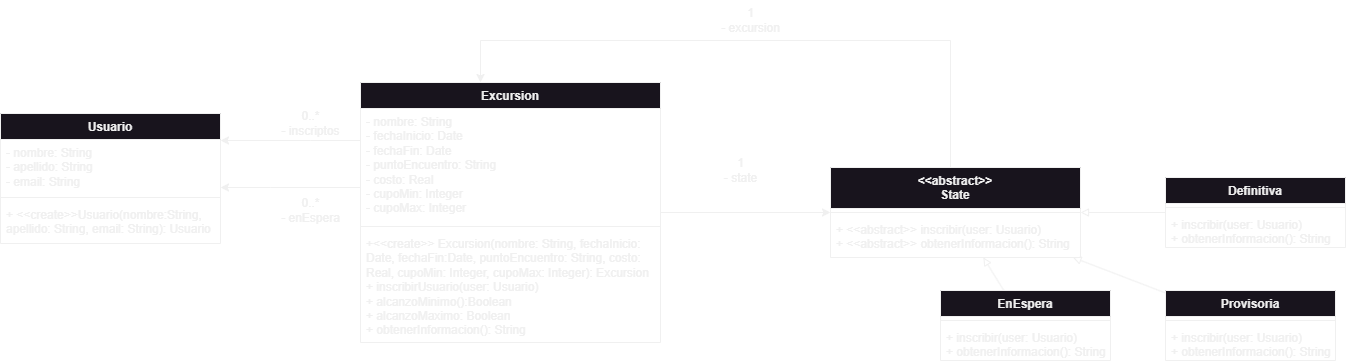 1
- excursion
Usuario
- nombre: String
- apellido: String
- email: String
+ <<create>>Usuario(nombre:String,
apellido: String, email: String): Usuario
0..*
- inscriptos
0..*
- enEspera
Excursion
- nombre: String
- fechaInicio: Date
- fechaFin: Date
- puntoEncuentro: String
- costo: Real
- cupoMin: Integer
- cupoMax: Integer
+<<create>> Excursion(nombre: String, fechaInicio:
Date, fechaFin:Date, puntoEncuentro: String, costo:
Real, cupoMin: Integer, cupoMax: Integer): Excursion
+ inscribirUsuario(user: Usuario)
+ alcanzoMinimo():Boolean
+ alcanzoMaximo: Boolean
+ obtenerInformacion(): String
1
- state
<<abstract>>
State
+ <<abstract>> inscribir(user: Usuario)
+ <<abstract>> obtenerInformacion(): String
Definitiva
+ inscribir(user: Usuario)
+ obtenerInformacion(): String
EnEspera
+ inscribir(user: Usuario)
+ obtenerInformacion(): String
Provisoria
+ inscribir(user: Usuario)
+ obtenerInformacion(): String